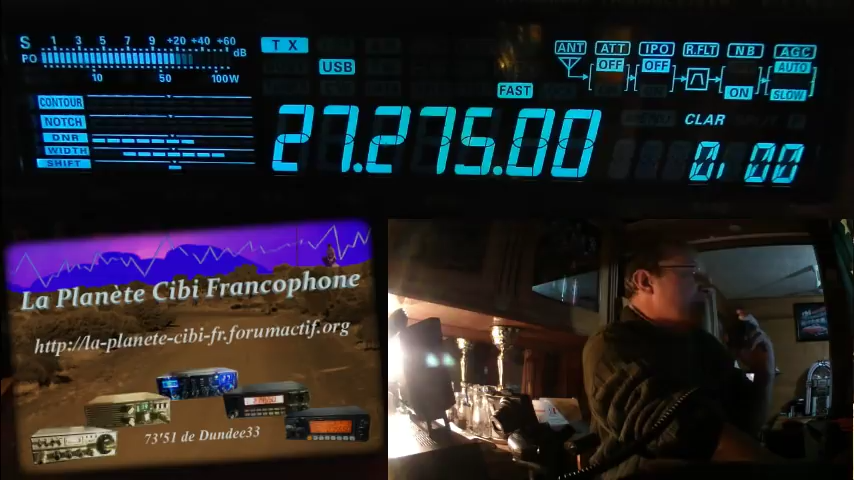 S 1 3 5 7 9 +20 +40 +60 dB
PO 10 50 100W
TX
USB
FAST
ANT ATT IPO R.FLT NB AGC
OFF OFF AUTO
ON SLOW
CONTOUR
NOTCH
DNR
WIDTH
SHIFT
27.275.00
CLAR
0.00
La Planète Cibi Francophone
http://la-planete-cibi-fr.forumactif.org
73'51 de Dundee33